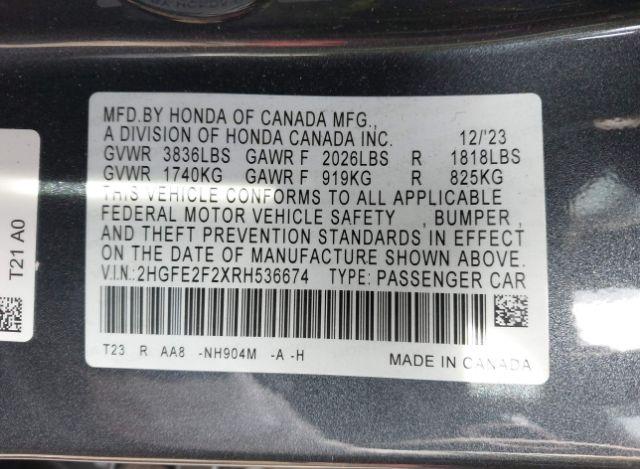 MFD.BY HONDA OF CANADA MFG.,
A DIVISION OF HONDA CANADA INC. 12/'23
GVWR 3836LBS GAWR F 2026LBS R 1818LBS
GVWR 1740KG GAWR F 919KG R 825KG
THIS VEHICLE CONFORMS TO ALL APPLICABLE
FEDERAL MOTOR VEHICLE SAFETY , BUMPER ,
AND THEFT PREVENTION STANDARDS IN EFFECT
ON THE DATE OF MANUFACTURE SHOWN ABOVE.
V.I.N.: 2HGFE2F2XRH536674 TYPE: PASSENGER CAR
T23 R AA8 -NH904M -A -H MADE IN CANADA
T21 A0